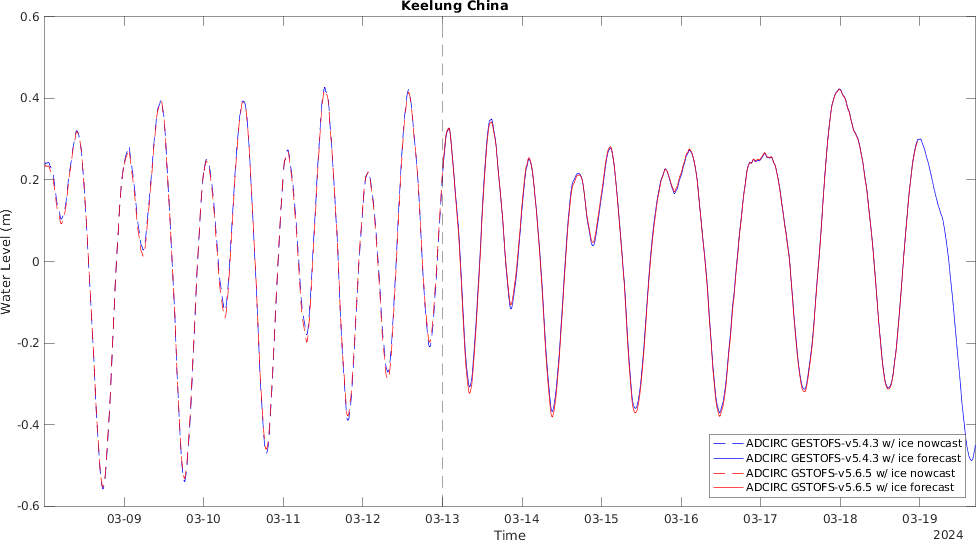 Keelung China
0.6
0.4
0.2
0
-0.2
-0.4
-0.6
Water Level (m)
03-09 03-10 03-11 03-12 03-13 03-14 03-15 03-16 03-17 03-18 03-19
Time
2024
ADCIRC GESTOFS-v5.4.3 w/ ice nowcast
ADCIRC GESTOFS-v5.4.3 w/ ice forecast
ADCIRC GSTOFS-v5.6.5 w/ ice nowcast
ADCIRC GSTOFS-v5.6.5 w/ ice forecast